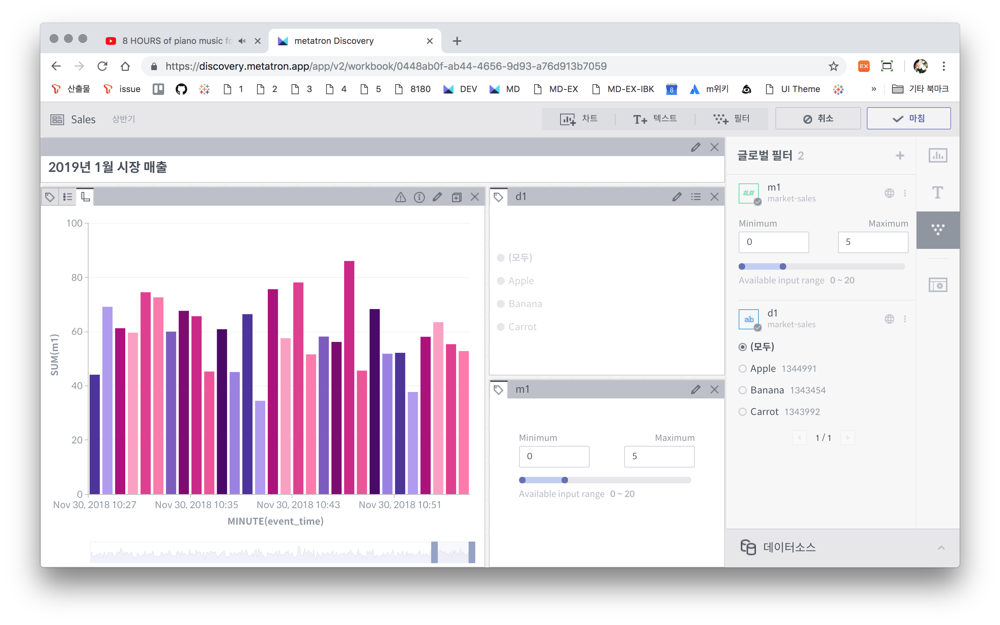 8 HOURS of piano music fo
metatron Discovery
https://discovery.metatron.app/app/v2/workbook/0448ab0f-ab44-4656-9d93-a76d913b7059
EX
산출물 issue 1 2 3 4 5 8180 DEV MD MD-EX MD-EX-IBK 8 m위키 UI Theme » 기타 북마크
Sales 상반기 차트 T+ 텍스트 필터 취소 마침
2019년 1월 시장 매출
d1
100
80
60
40
20
0
SUM(m1)
Nov 30, 2018 10:27 Nov 30, 2018 10:35 Nov 30, 2018 10:43 Nov 30, 2018 10:51
MINUTE(event_time)
(모두)
Apple
Banana
Carrot
m1
Minimum Maximum
0 5
Available input range 0 ~ 20
글로벌 필터 2
#.# m1
market-sales
Minimum Maximum
0 5
Available input range 0 ~ 20
ab d1
market-sales
(모두)
Apple 1344991
Banana 1343454
Carrot 1343992
1 / 1
데이터소스
T